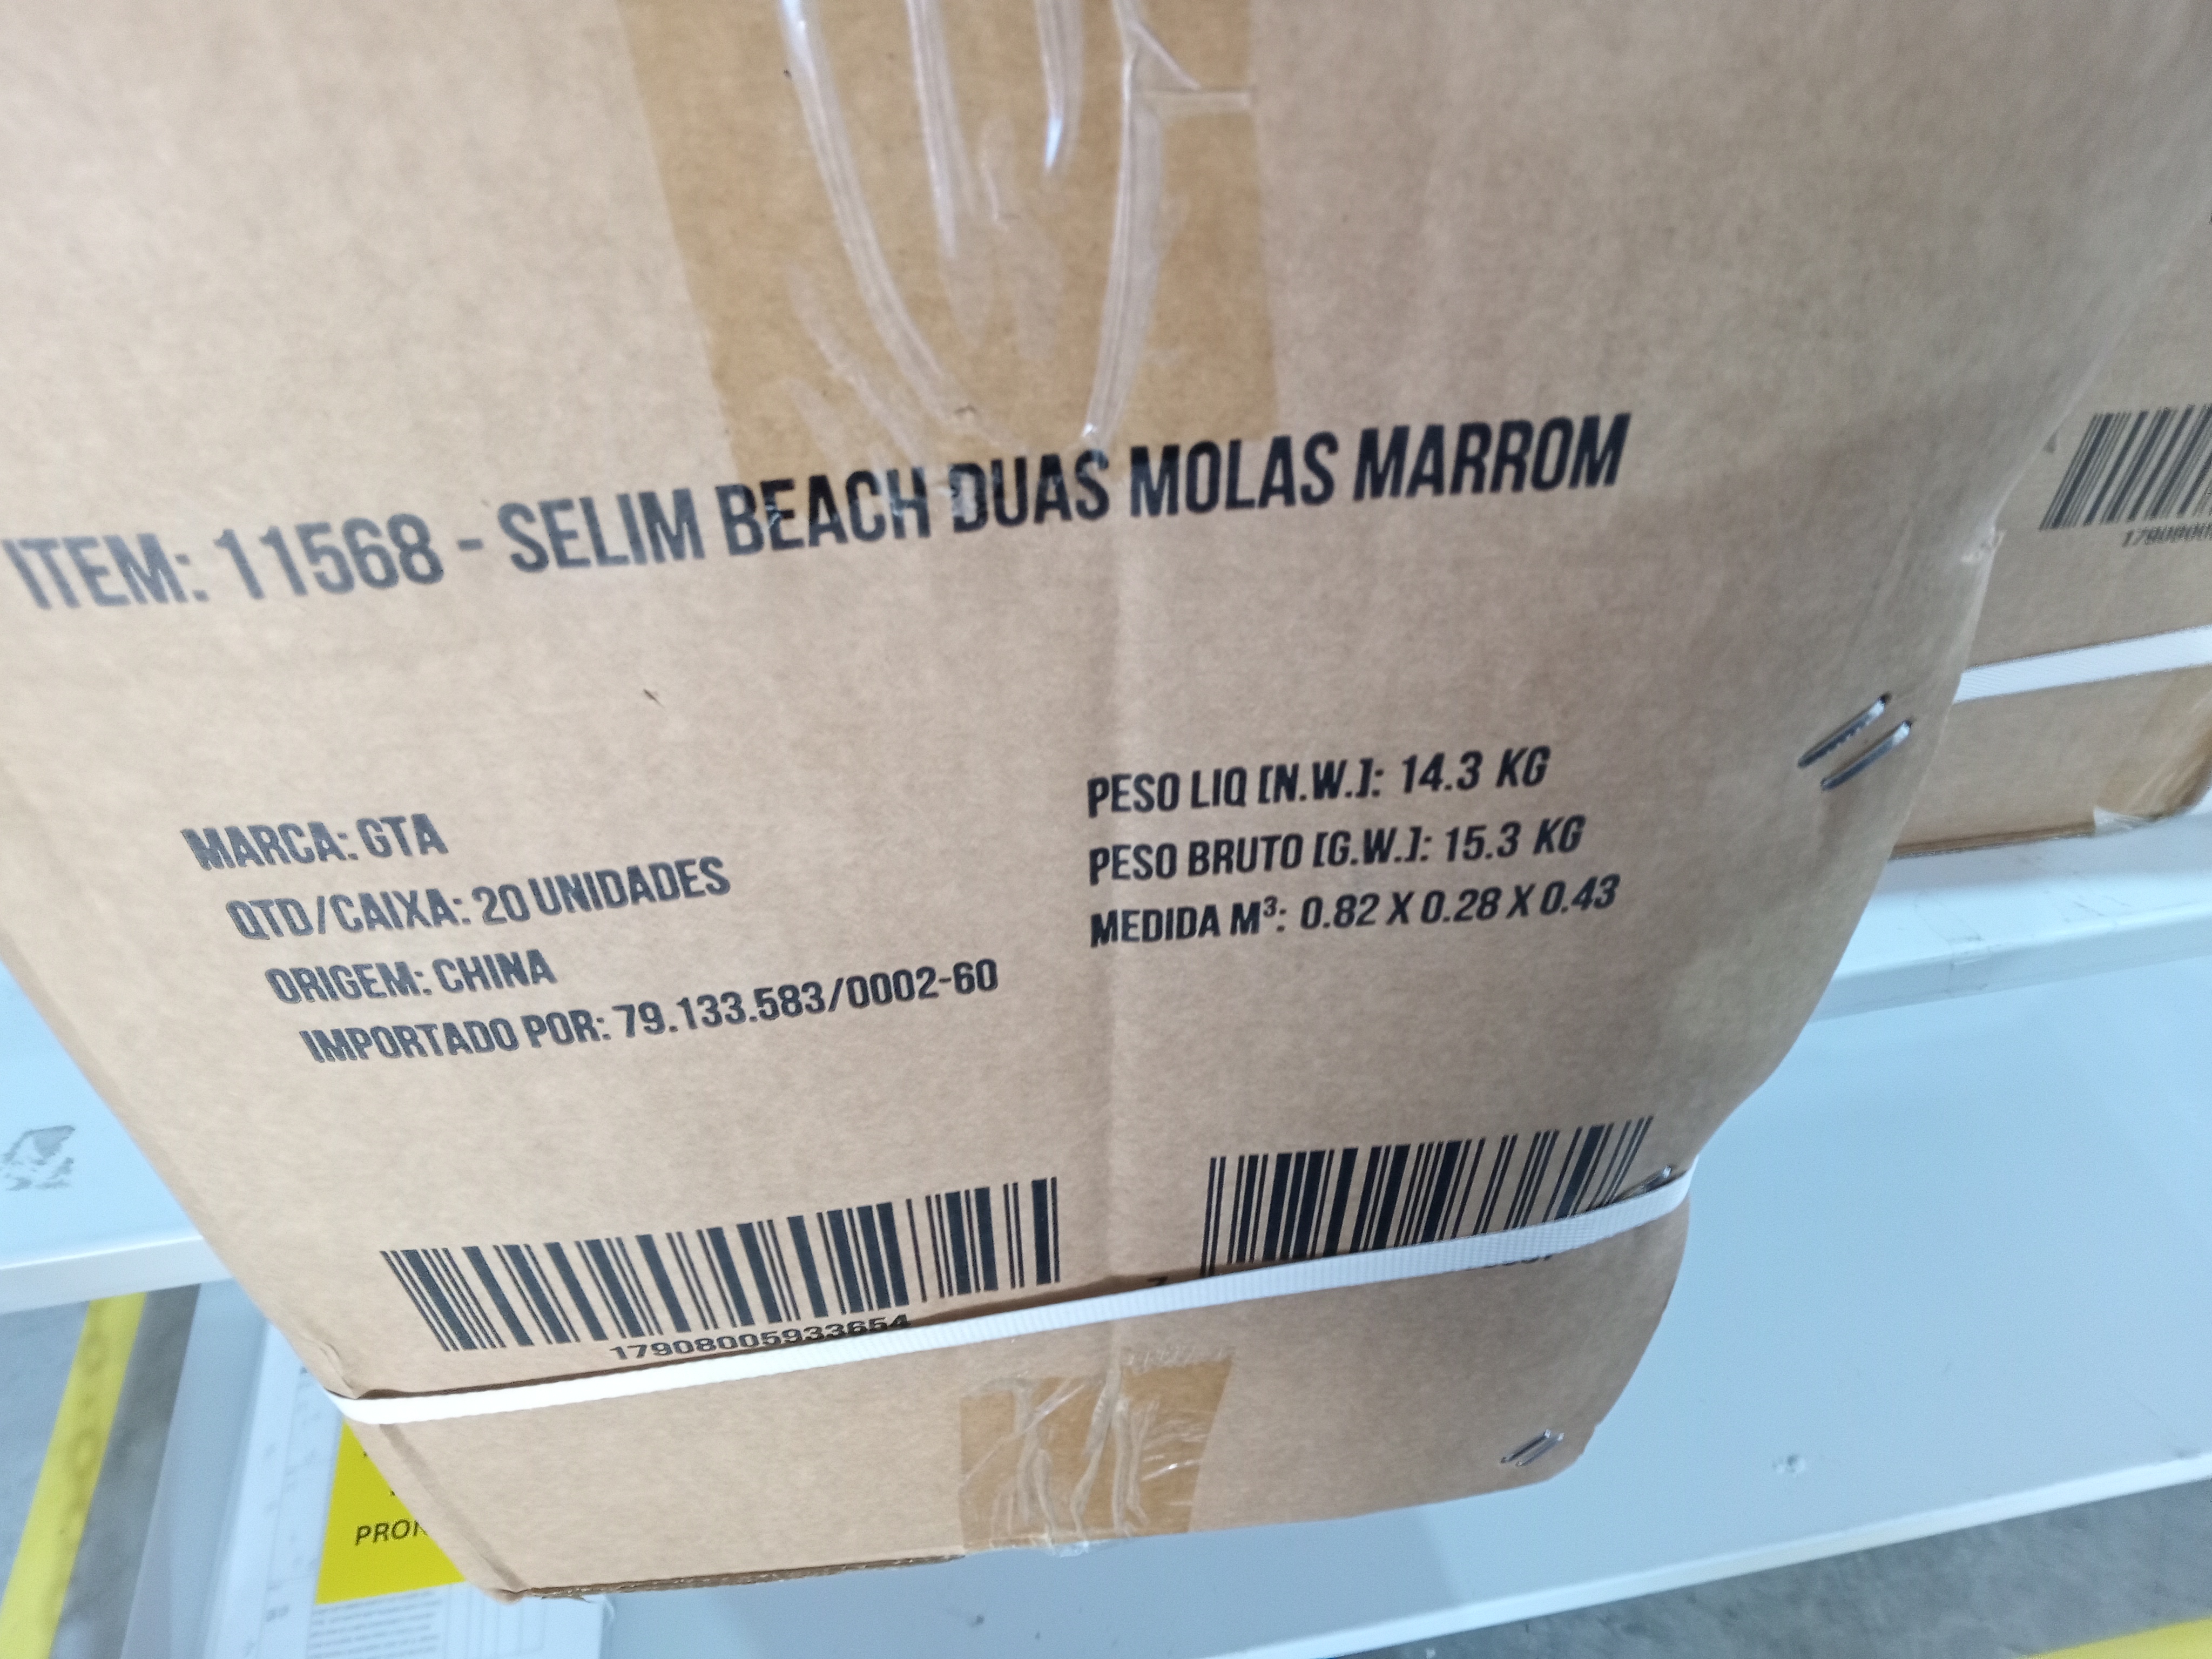 ITEM: 11568 - SELIM BEACH DUAS MOLAS MARROM
MARCA: GTA
QTD/CAIXA: 20 UNIDADES
ORIGEM: CHINA
IMPORTADO POR: 79.133.583/0002-60
PESO LIQ [N.W.]: 14.3 KG
PESO BRUTO [G.W.]: 15.3 KG
MEDIDA M³: 0.82 X 0.28 X 0.43
17908005933654
7